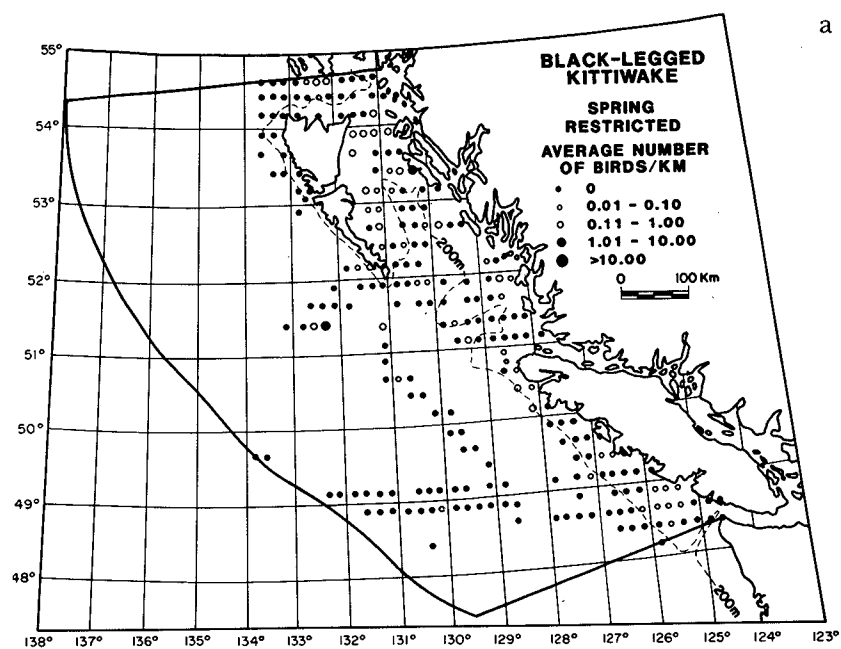 a
BLACK-LEGGED
KITTIWAKE
SPRING
RESTRICTED
AVERAGE NUMBER
OF BIRDS/KM
0
0.01 - 0.10
0.11 - 1.00
1.01 - 10.00
>10.00
0 100 Km
55°
54°
53°
52°
51°
50°
49°
48°
200m
200m
138° 137° 136° 135° 134° 133° 132° 131° 130° 129° 128° 127° 126° 125° 124° 123°